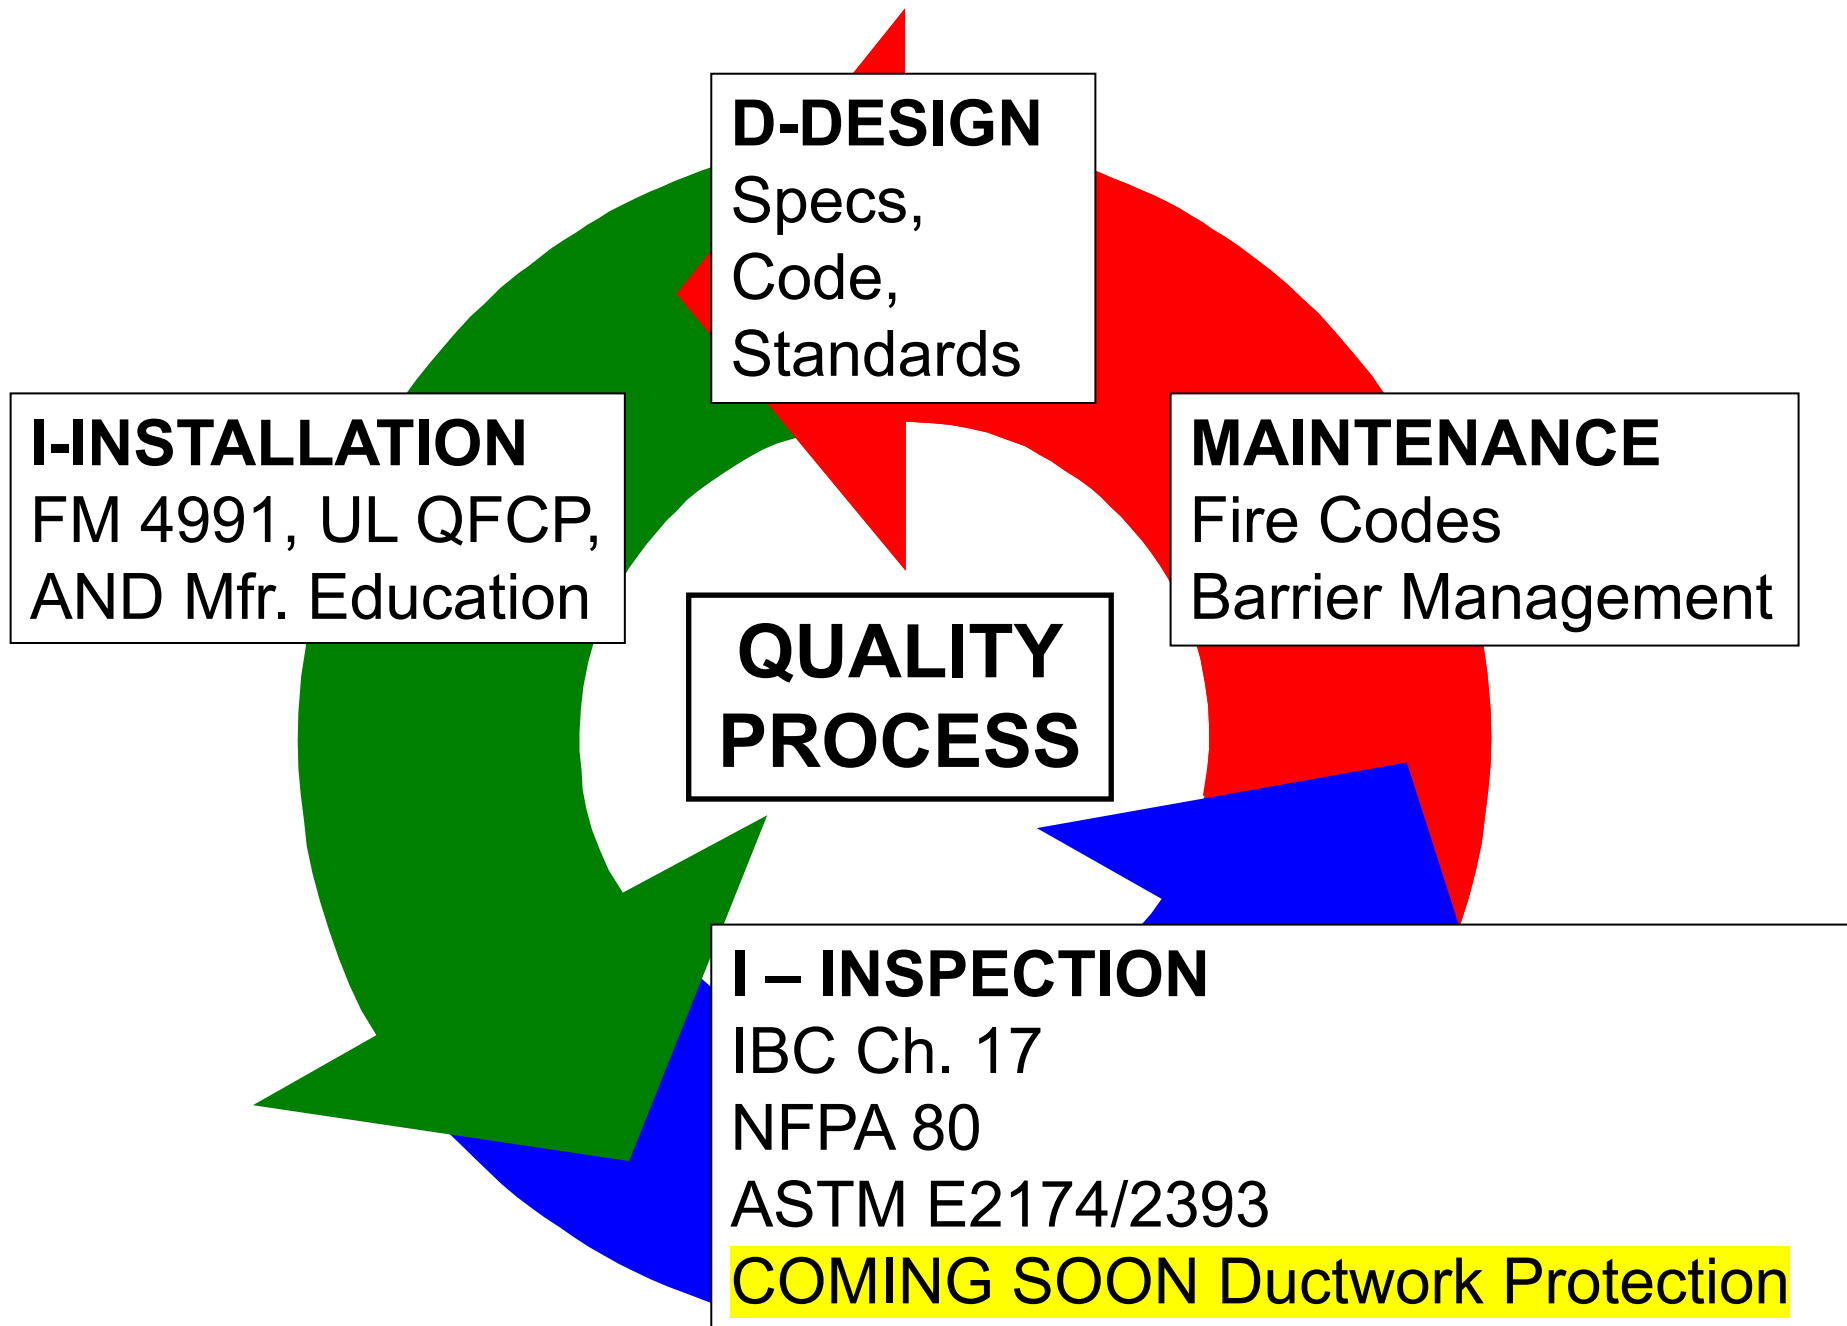 D-DESIGN
Specs,
Code,
Standards
I-INSTALLATION
FM 4991, UL QFCP,
AND Mfr. Education
MAINTENANCE
Fire Codes
Barrier Management
QUALITY
PROCESS
I – INSPECTION
IBC Ch. 17
NFPA 80
ASTM E2174/2393
COMING SOON Ductwork Protection